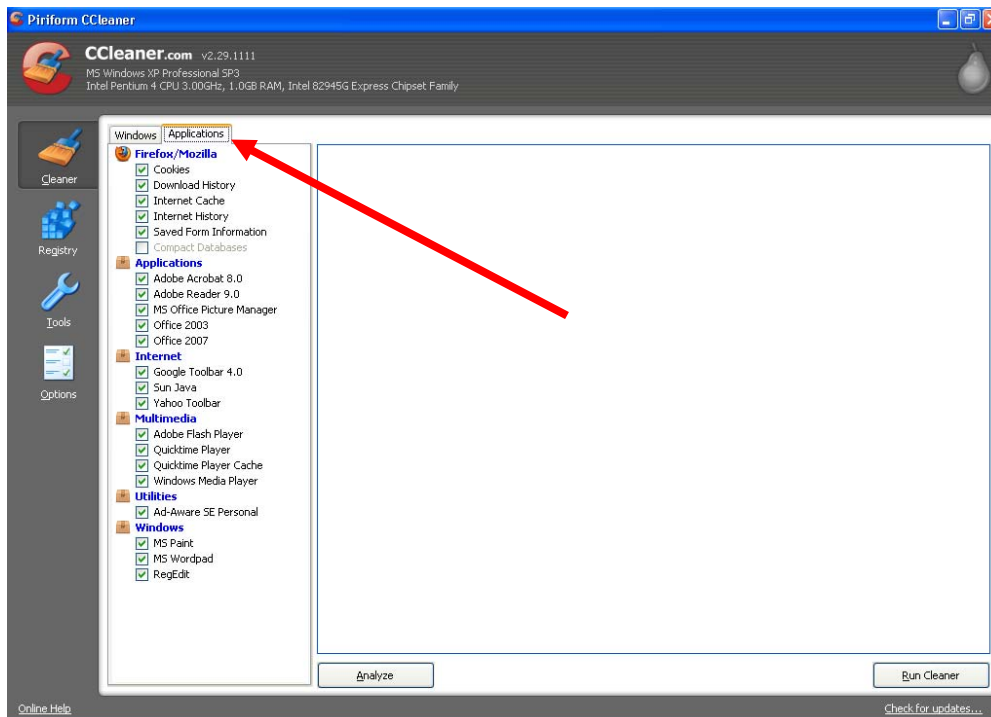 Piriform CCleaner
CCleaner.com v2.29.1111
MS Windows XP Professional SP3
Intel Pentium 4 CPU 3.00GHz, 1.0GB RAM, Intel 82945G Express Chipset Family
Cleaner
Registry
Tools
Options
Windows Applications
Firefox/Mozilla
Cookies
Download History
Internet Cache
Internet History
Saved Form Information
Compact Databases
Applications
Adobe Acrobat 8.0
Adobe Reader 9.0
MS Office Picture Manager
Office 2003
Office 2007
Internet
Google Toolbar 4.0
Sun Java
Yahoo Toolbar
Multimedia
Adobe Flash Player
Quicktime Player
Quicktime Player Cache
Windows Media Player
Utilities
Ad-Aware SE Personal
Windows
MS Paint
MS Wordpad
RegEdit
Analyze Run Cleaner
Online Help Check for updates...